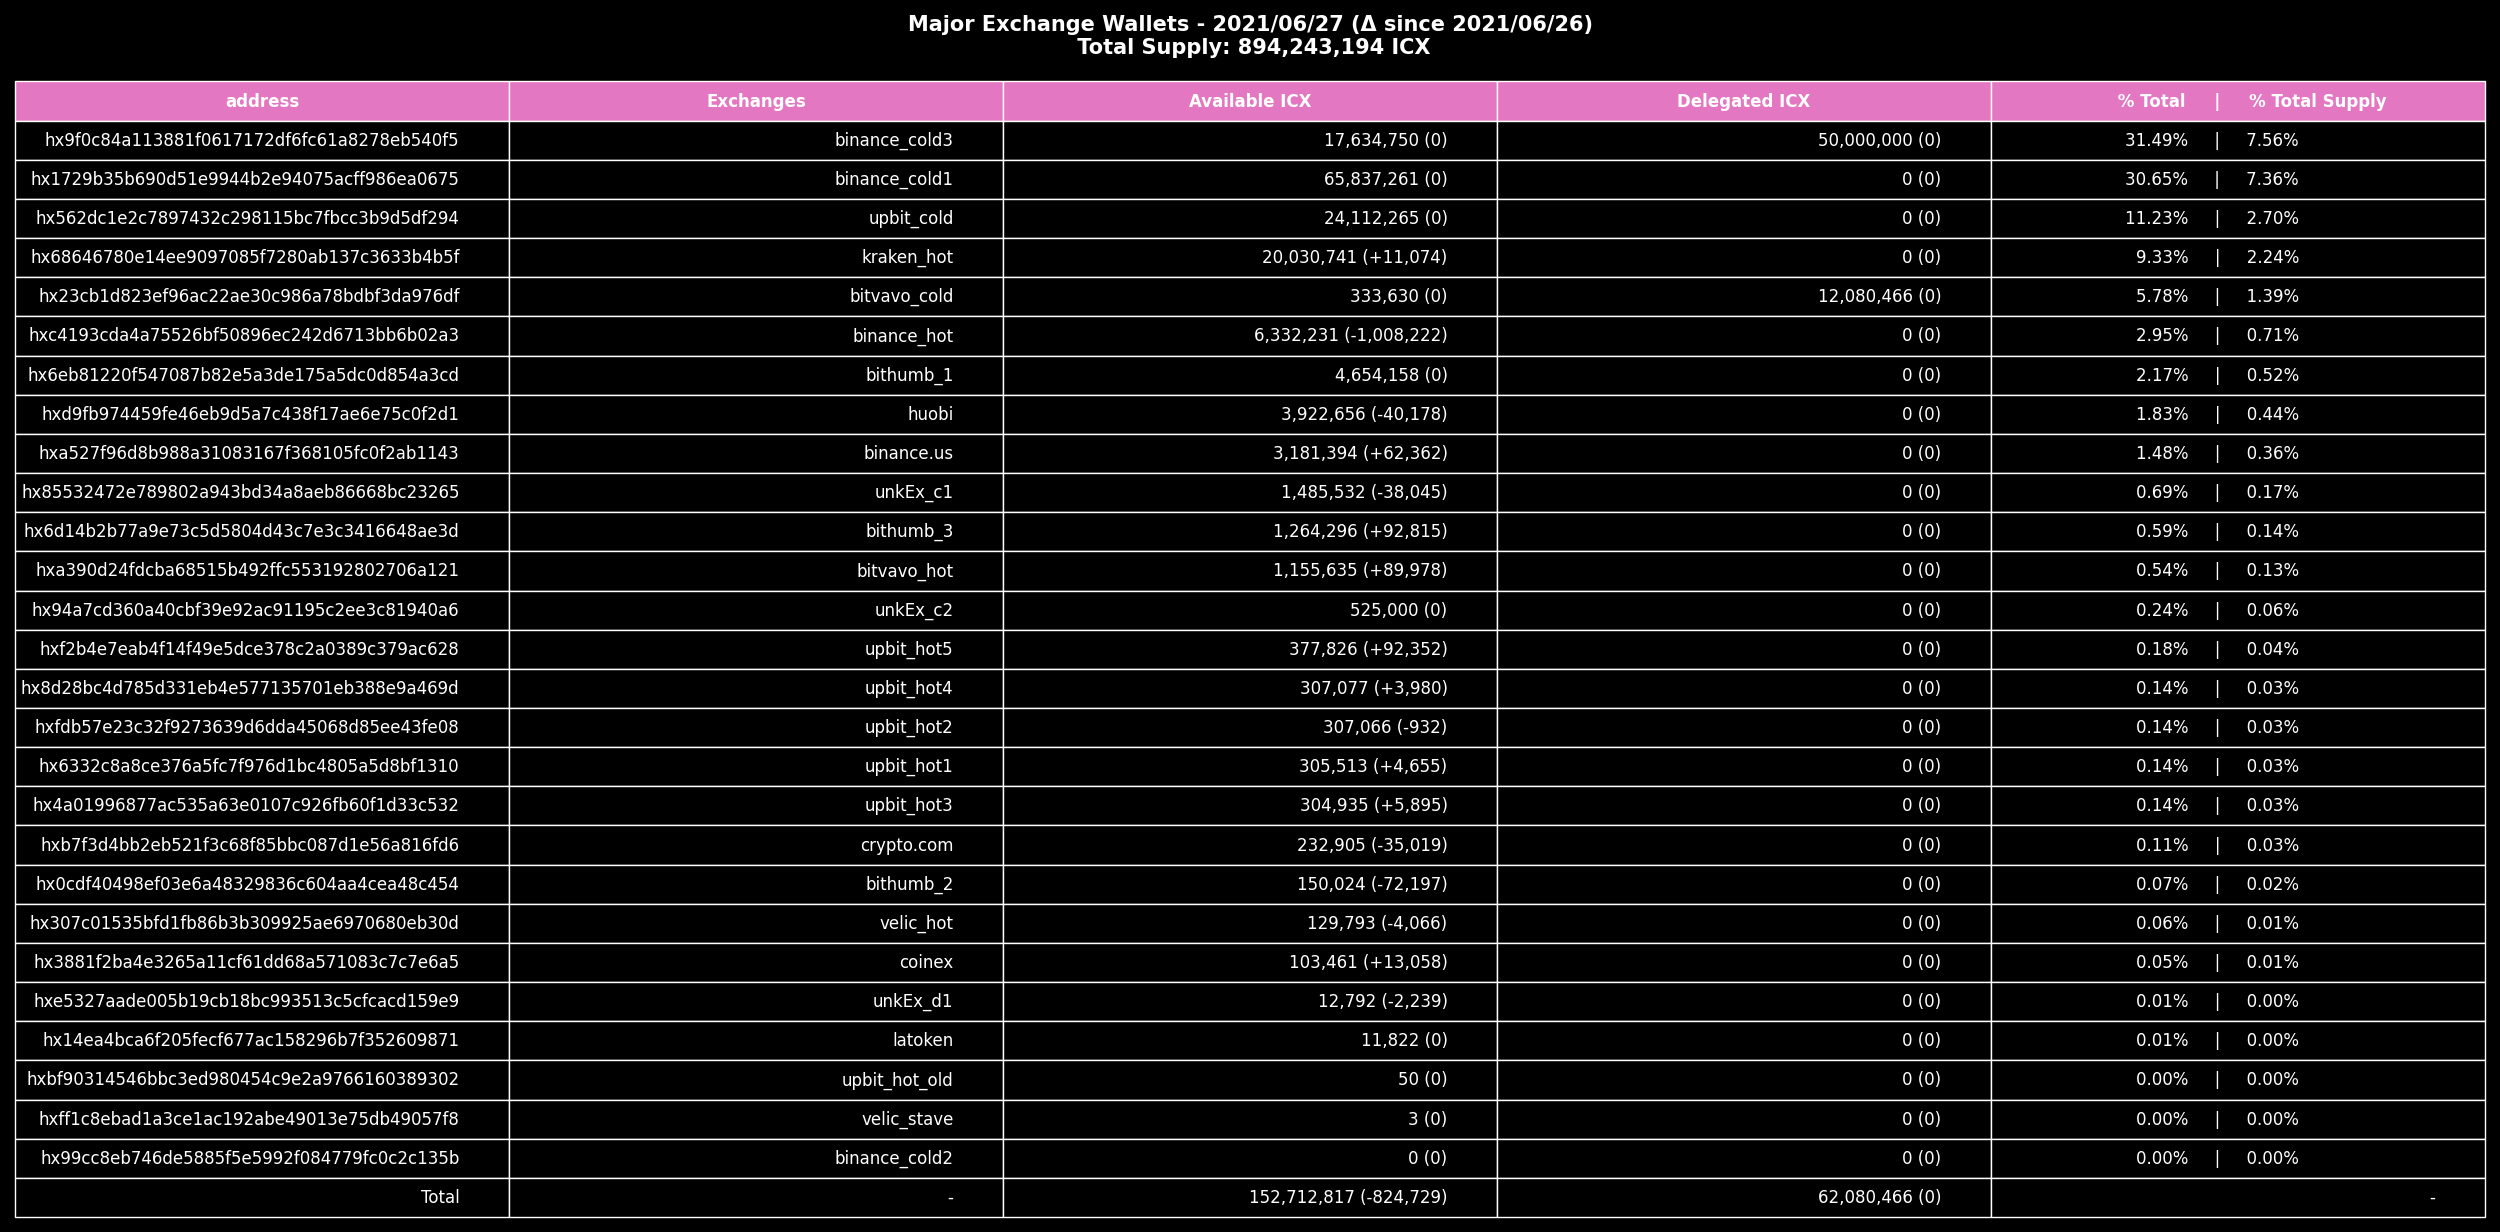 Major Exchange Wallets - 2021/06/27 (Δ since 2021/06/26)
Total Supply: 894,243,194 ICX
address Exchanges Available ICX Delegated ICX % Total | % Total Supply
hx9f0c84a113881f0617172df6fc61a8278eb540f5 binance_cold3 17,634,750 (0) 50,000,000 (0) 31.49% | 7.56%
hx1729b35b690d51e9944b2e94075acff986ea0675 binance_cold1 65,837,261 (0) 0 (0) 30.65% | 7.36%
hx562dc1e2c7897432c298115bc7fbcc3b9d5df294 upbit_cold 24,112,265 (0) 0 (0) 11.23% | 2.70%
hx68646780e14ee9097085f7280ab137c3633b4b5f kraken_hot 20,030,741 (+11,074) 0 (0) 9.33% | 2.24%
hx23cb1d823ef96ac22ae30c986a78bdbf3da976df bitvavo_cold 333,630 (0) 12,080,466 (0) 5.78% | 1.39%
hxc4193cda4a75526bf50896ec242d6713bb6b02a3 binance_hot 6,332,231 (-1,008,222) 0 (0) 2.95% | 0.71%
hx6eb81220f547087b82e5a3de175a5dc0d854a3cd bithumb_1 4,654,158 (0) 0 (0) 2.17% | 0.52%
hxd9fb974459fe46eb9d5a7c438f17ae6e75c0f2d1 huobi 3,922,656 (-40,178) 0 (0) 1.83% | 0.44%
hxa527f96d8b988a31083167f368105fc0f2ab1143 binance.us 3,181,394 (+62,362) 0 (0) 1.48% | 0.36%
hx85532472e789802a943bd34a8aeb86668bc23265 unkEx_c1 1,485,532 (-38,045) 0 (0) 0.69% | 0.17%
hx6d14b2b77a9e73c5d5804d43c7e3c3416648ae3d bithumb_3 1,264,296 (+92,815) 0 (0) 0.59% | 0.14%
hxa390d24fdcba68515b492ffc553192802706a121 bitvavo_hot 1,155,635 (+89,978) 0 (0) 0.54% | 0.13%
hx94a7cd360a40cbf39e92ac91195c2ee3c81940a6 unkEx_c2 525,000 (0) 0 (0) 0.24% | 0.06%
hxf2b4e7eab4f14f49e5dce378c2a0389c379ac628 upbit_hot5 377,826 (+92,352) 0 (0) 0.18% | 0.04%
hx8d28bc4d785d331eb4e577135701eb388e9a469d upbit_hot4 307,077 (+3,980) 0 (0) 0.14% | 0.03%
hxfdb57e23c32f9273639d6dda45068d85ee43fe08 upbit_hot2 307,066 (-932) 0 (0) 0.14% | 0.03%
hx6332c8a8ce376a5fc7f976d1bc4805a5d8bf1310 upbit_hot1 305,513 (+4,655) 0 (0) 0.14% | 0.03%
hx4a01996877ac535a63e0107c926fb60f1d33c532 upbit_hot3 304,935 (+5,895) 0 (0) 0.14% | 0.03%
hxb7f3d4bb2eb521f3c68f85bbc087d1e56a816fd6 crypto.com 232,905 (-35,019) 0 (0) 0.11% | 0.03%
hx0cdf40498ef03e6a48329836c604aa4cea48c454 bithumb_2 150,024 (-72,197) 0 (0) 0.07% | 0.02%
hx307c01535bfd1fb86b3b309925ae6970680eb30d velic_hot 129,793 (-4,066) 0 (0) 0.06% | 0.01%
hx3881f2ba4e3265a11cf61dd68a571083c7c7e6a5 coinex 103,461 (+13,058) 0 (0) 0.05% | 0.01%
hxe5327aade005b19cb18bc993513c5cfcacd159e9 unkEx_d1 12,792 (-2,239) 0 (0) 0.01% | 0.00%
hx14ea4bca6f205fecf677ac158296b7f352609871 latoken 11,822 (0) 0 (0) 0.01% | 0.00%
hxbf90314546bbc3ed980454c9e2a9766160389302 upbit_hot_old 50 (0) 0 (0) 0.00% | 0.00%
hxff1c8ebad1a3ce1ac192abe49013e75db49057f8 velic_stave 3 (0) 0 (0) 0.00% | 0.00%
hx99cc8eb746de5885f5e5992f084779fc0c2c135b binance_cold2 0 (0) 0 (0) 0.00% | 0.00%
Total - 152,712,817 (-824,729) 62,080,466 (0) -